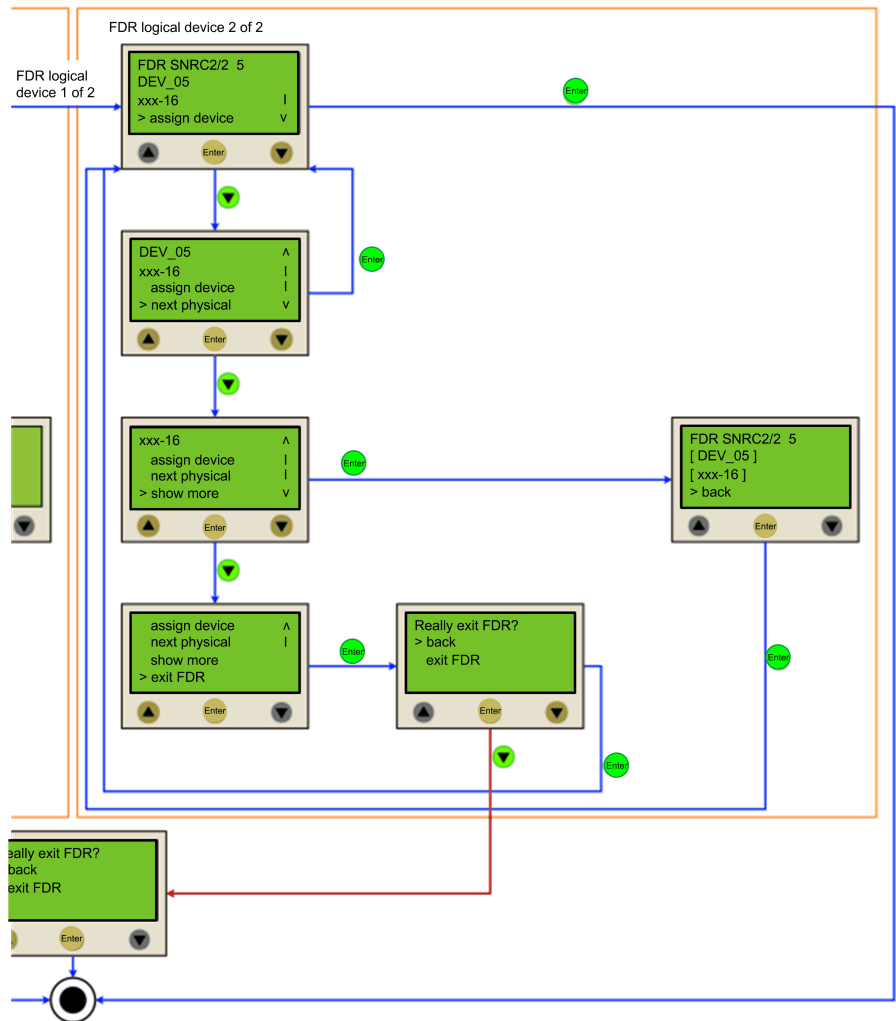 FDR logical device 2 of 2
FDR logical
device 1 of 2
FDR SNRC2/2 5
DEV_05
xxx-16 I
> assign device v
Enter
Enter
DEV_05 ʌ
xxx-16 I
assign device I
> next physical v
Enter
Enter
xxx-16 ʌ
assign device I
next physical I
> show more v
Enter
Enter
FDR SNRC2/2 5
[ DEV_05 ]
[ xxx-16 ]
> back
Enter
Enter
assign device ʌ
next physical I
show more
> exit FDR
Enter
Enter
Really exit FDR?
> back
exit FDR
Enter
Enter
eally exit FDR?
back
exit FDR
Enter